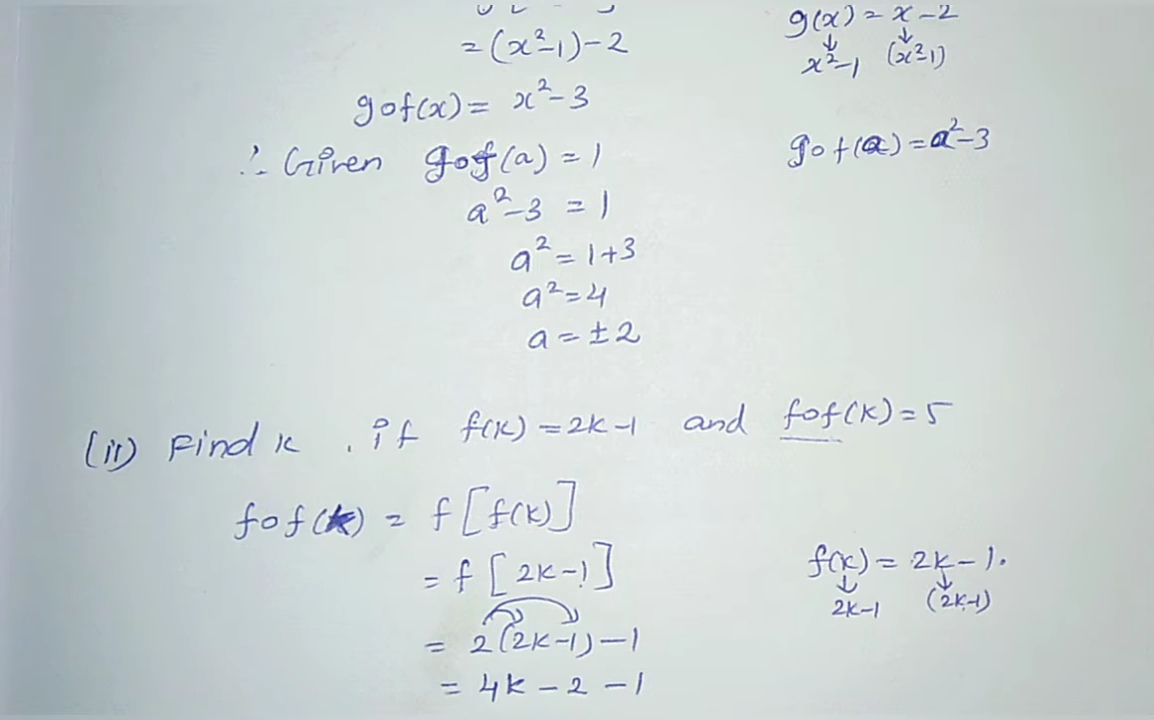 g(x) = x - 2
= (x²-1) - 2
↓ ↓
x²-1 (x²-1)
gof(x) = x² - 3
∴ Given gof(a) = 1
gof(a) = a²-3
a²-3 = 1
a² = 1+3
a² = 4
a = ±2
(ii) Find k . if f(k) = 2k-1 and fof(k) = 5
fof(k) = f[f(k)]
= f[2k-1]
f(k) = 2k-1.
↓ ↓
2k-1 (2k-1)
= 2(2k-1)-1
= 4k - 2 - 1